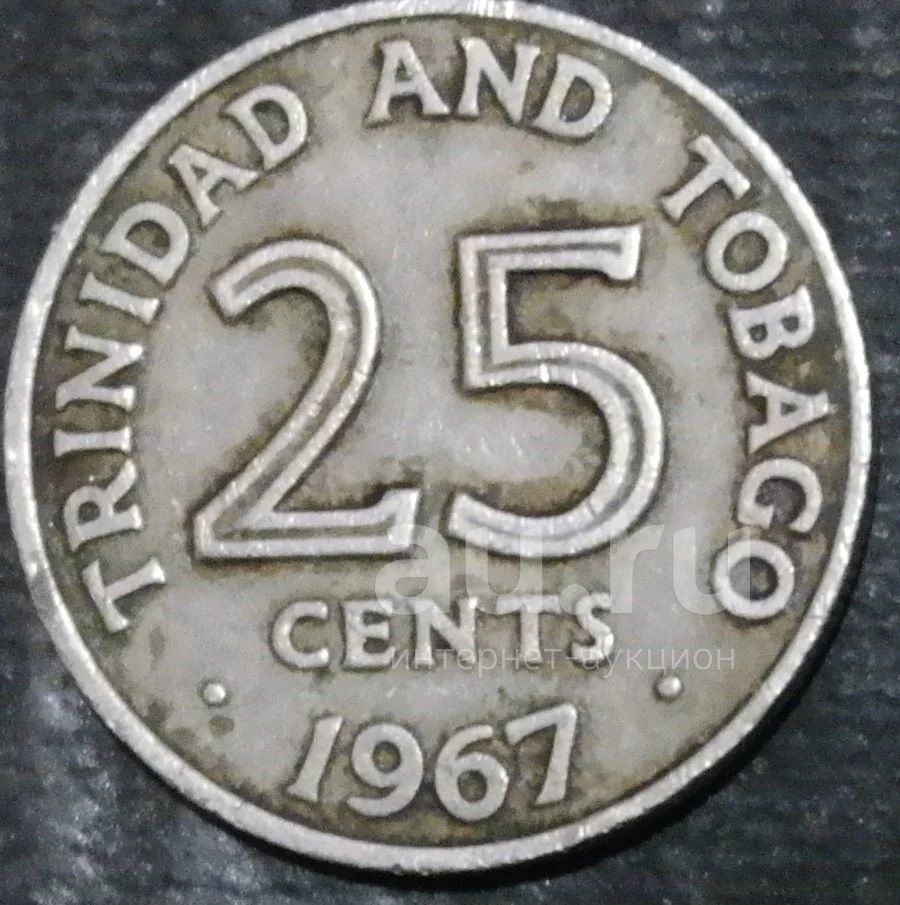 TRINIDAD AND TOBAGO
25
CENTS
1967
au.ru
интернет-аукцион